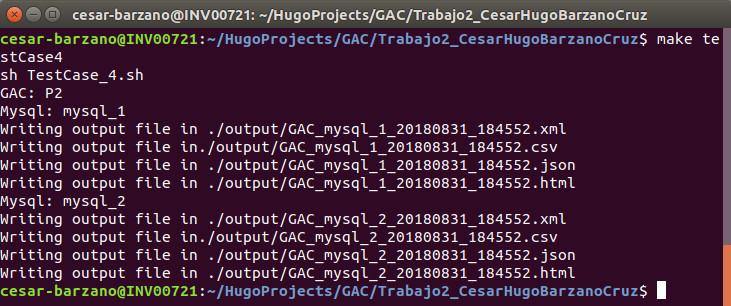 cesar-barzano@INV00721: ~/HugoProjects/GAC/Trabajo2_CesarHugoBarzanoCruz
cesar-barzano@INV00721:~/HugoProjects/GAC/Trabajo2_CesarHugoBarzanoCruz$ make te
stCase4
sh TestCase_4.sh
GAC: P2
Mysql: mysql_1
Writing output file in ./output/GAC_mysql_1_20180831_184552.xml
Writing output file in./output/GAC_mysql_1_20180831_184552.csv
Writing output file in ./output/GAC_mysql_1_20180831_184552.json
Writing output file in ./output/GAC_mysql_1_20180831_184552.html
Mysql: mysql_2
Writing output file in ./output/GAC_mysql_2_20180831_184552.xml
Writing output file in./output/GAC_mysql_2_20180831_184552.csv
Writing output file in ./output/GAC_mysql_2_20180831_184552.json
Writing output file in ./output/GAC_mysql_2_20180831_184552.html
cesar-barzano@INV00721:~/HugoProjects/GAC/Trabajo2_CesarHugoBarzanoCruz$